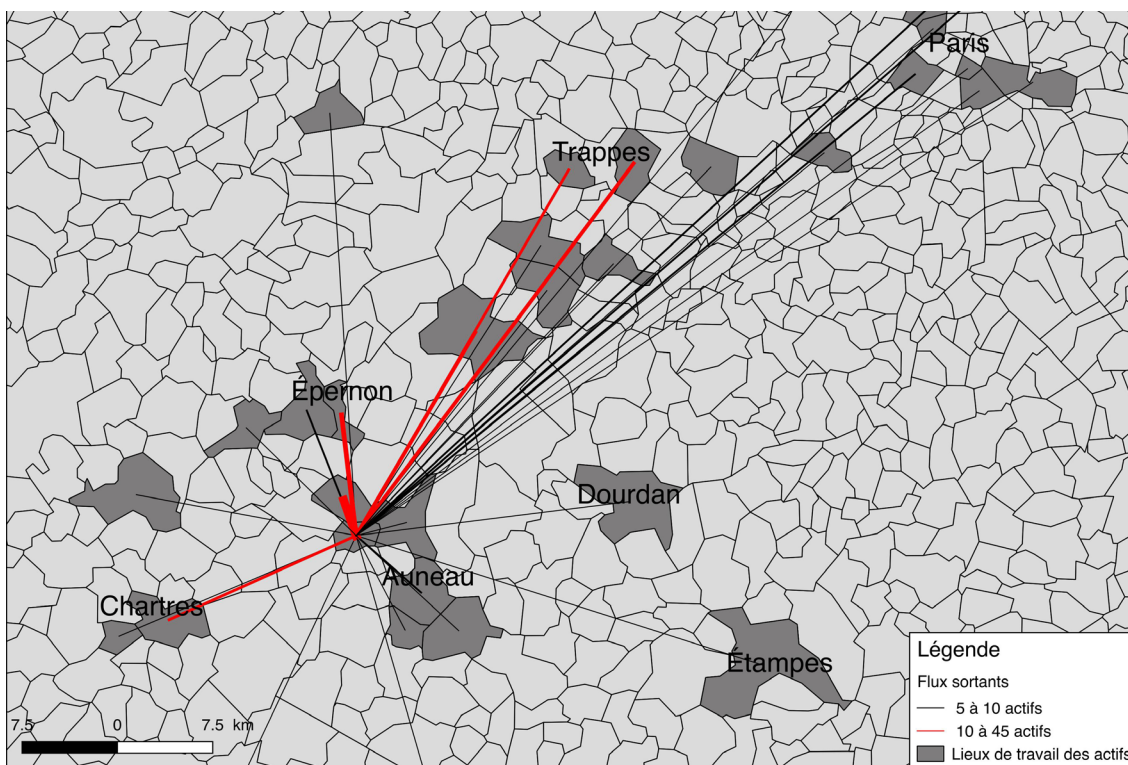 Paris
Trappes
Épernon
Dourdan
Auneau
Chartres
Étampes
7.5 0 7.5 km
Légende
Flux sortants
5 à 10 actifs
10 à 45 actifs
Lieux de travail des actifs